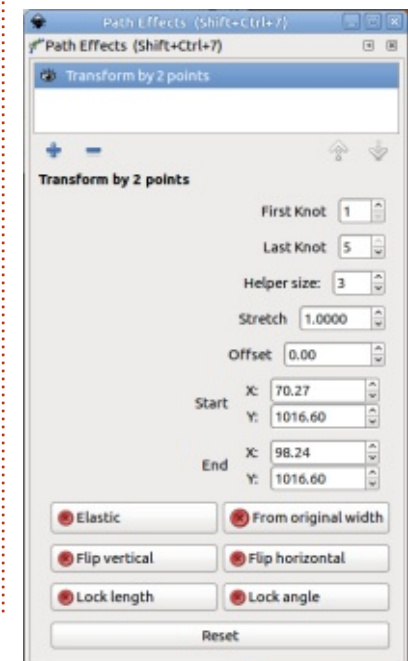 Path Effects (Shift+Ctrl+7)
Path Effects (Shift+Ctrl+7)
Transform by 2 points
Transform by 2 points
First Knot 1
Last Knot 5
Helper size: 3
Stretch 1.0000
Offset 0.00
Start X: 70.27
Y: 1016.60
End X: 98.24
Y: 1016.60
Elastic From original width
Flip vertical Flip horizontal
Lock length Lock angle
Reset